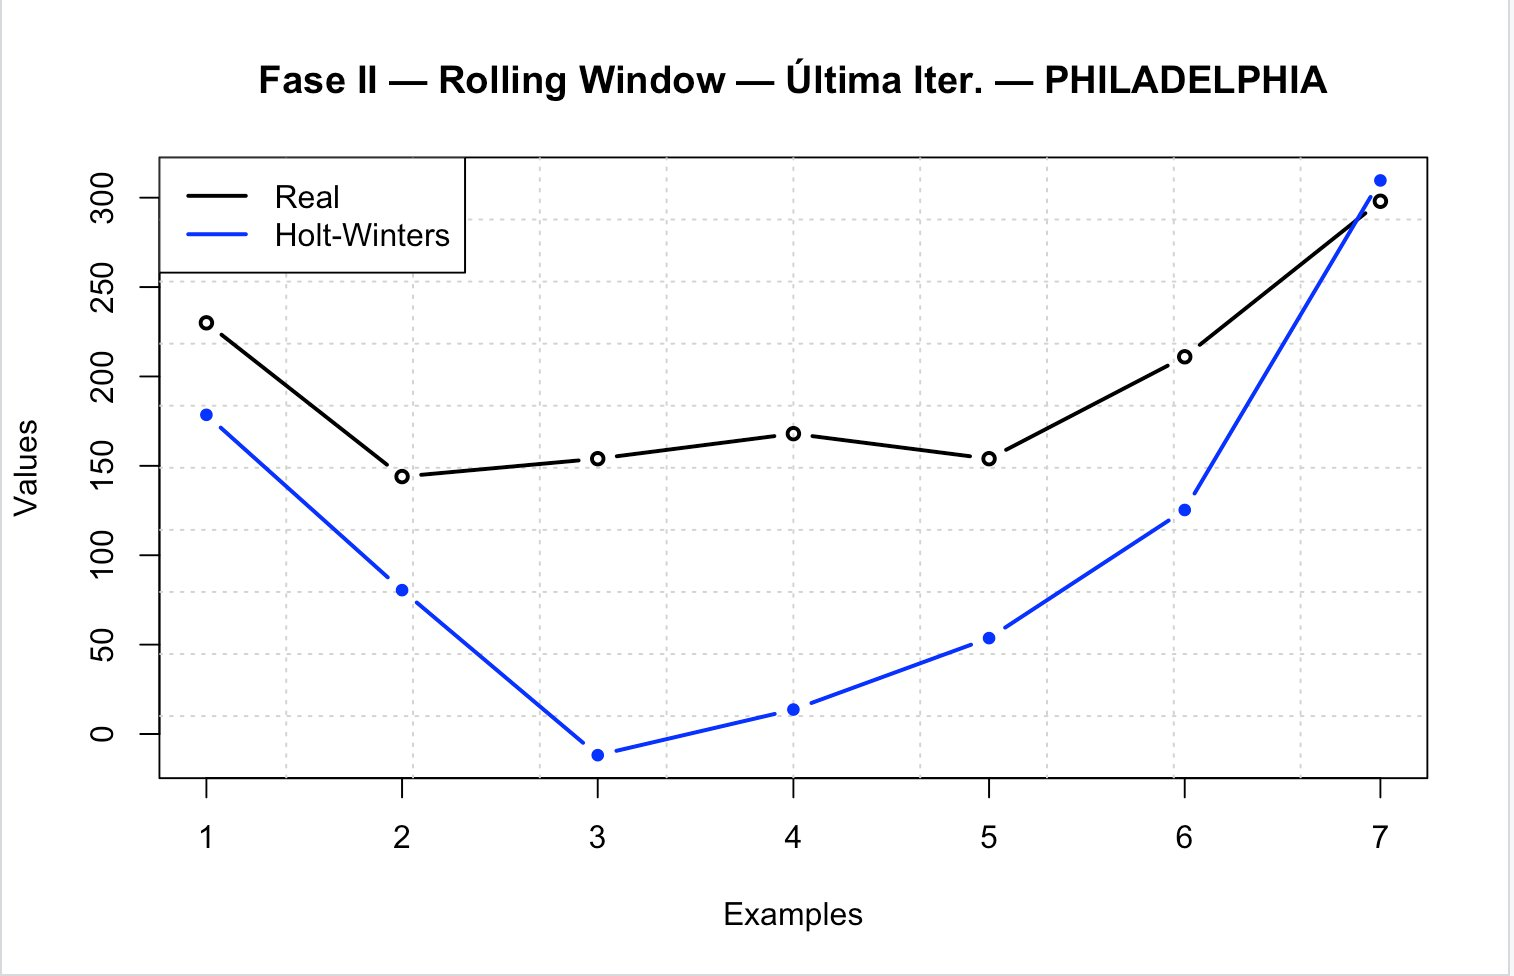 Fase II — Rolling Window — Última Iter. — PHILADELPHIA
Real
Holt-Winters
Values
300
250
200
150
100
50
0
1 2 3 4 5 6 7
Examples